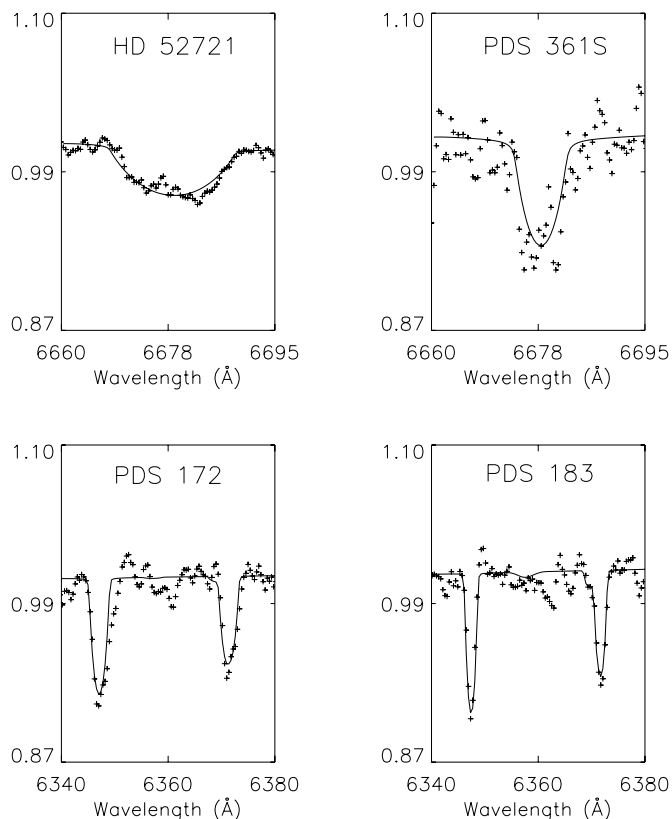 1.10
HD 52721
0.99
0.87
6660 6678 6695
Wavelength (Å)
PDS 361S
6660 6678 6695
Wavelength (Å)
1.10
PDS 172
0.99
0.87
6340 6360 6380
Wavelength (Å)
1.10
0.99
0.87
1.10
PDS 183
0.99
0.87
6340 6360 6380
Wavelength (Å)